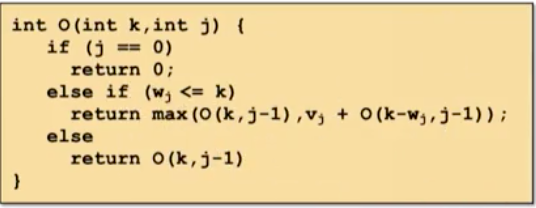 int O(int k,int j) {
if (j == 0)
return 0;
else if (wj <= k)
return max(O(k,j-1),vj + O(k-wj,j-1));
else
return O(k,j-1)
}